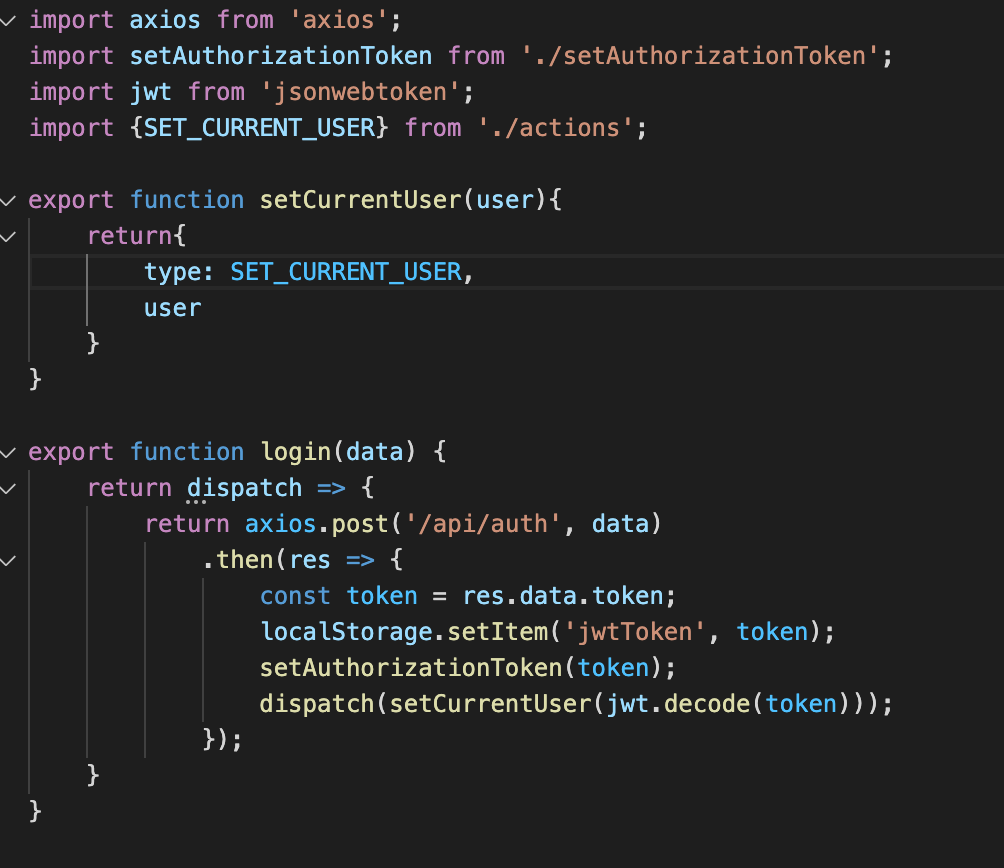 import axios from 'axios';
import setAuthorizationToken from './setAuthorizationToken';
import jwt from 'jsonwebtoken';
import {SET_CURRENT_USER} from './actions';
export function setCurrentUser(user){
    return{
        type: SET_CURRENT_USER,
        user
    }
}
export function login(data) {
    return dispatch => {
        return axios.post('/api/auth', data)
            .then(res => {
                const token = res.data.token;
                localStorage.setItem('jwtToken', token);
                setAuthorizationToken(token);
                dispatch(setCurrentUser(jwt.decode(token)));
            });
    }
}